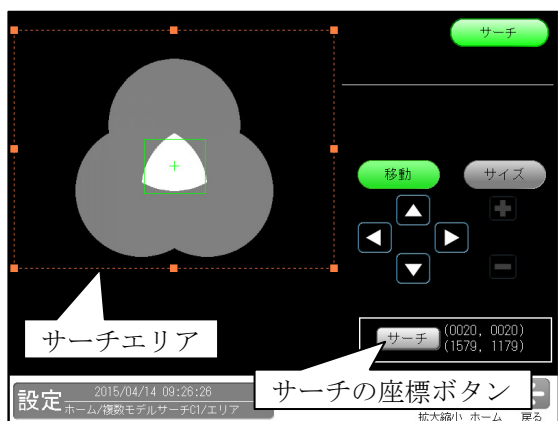 サーチ
移動
サイズ
サーチエリア
サーチ
(0020, 0020)
(1579, 1179)
サーチの座標ボタン
設定
2015/04/14 09:26:26
ホーム/複数モデルサーチC1/エリア
拡大縮小 ホーム 戻る